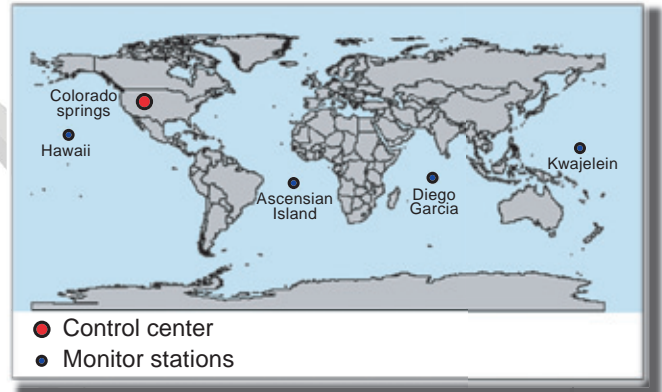 Colorado
springs
Hawaii
Ascensian
Island
Diego
Garcia
Kwajelein
Control center
Monitor stations